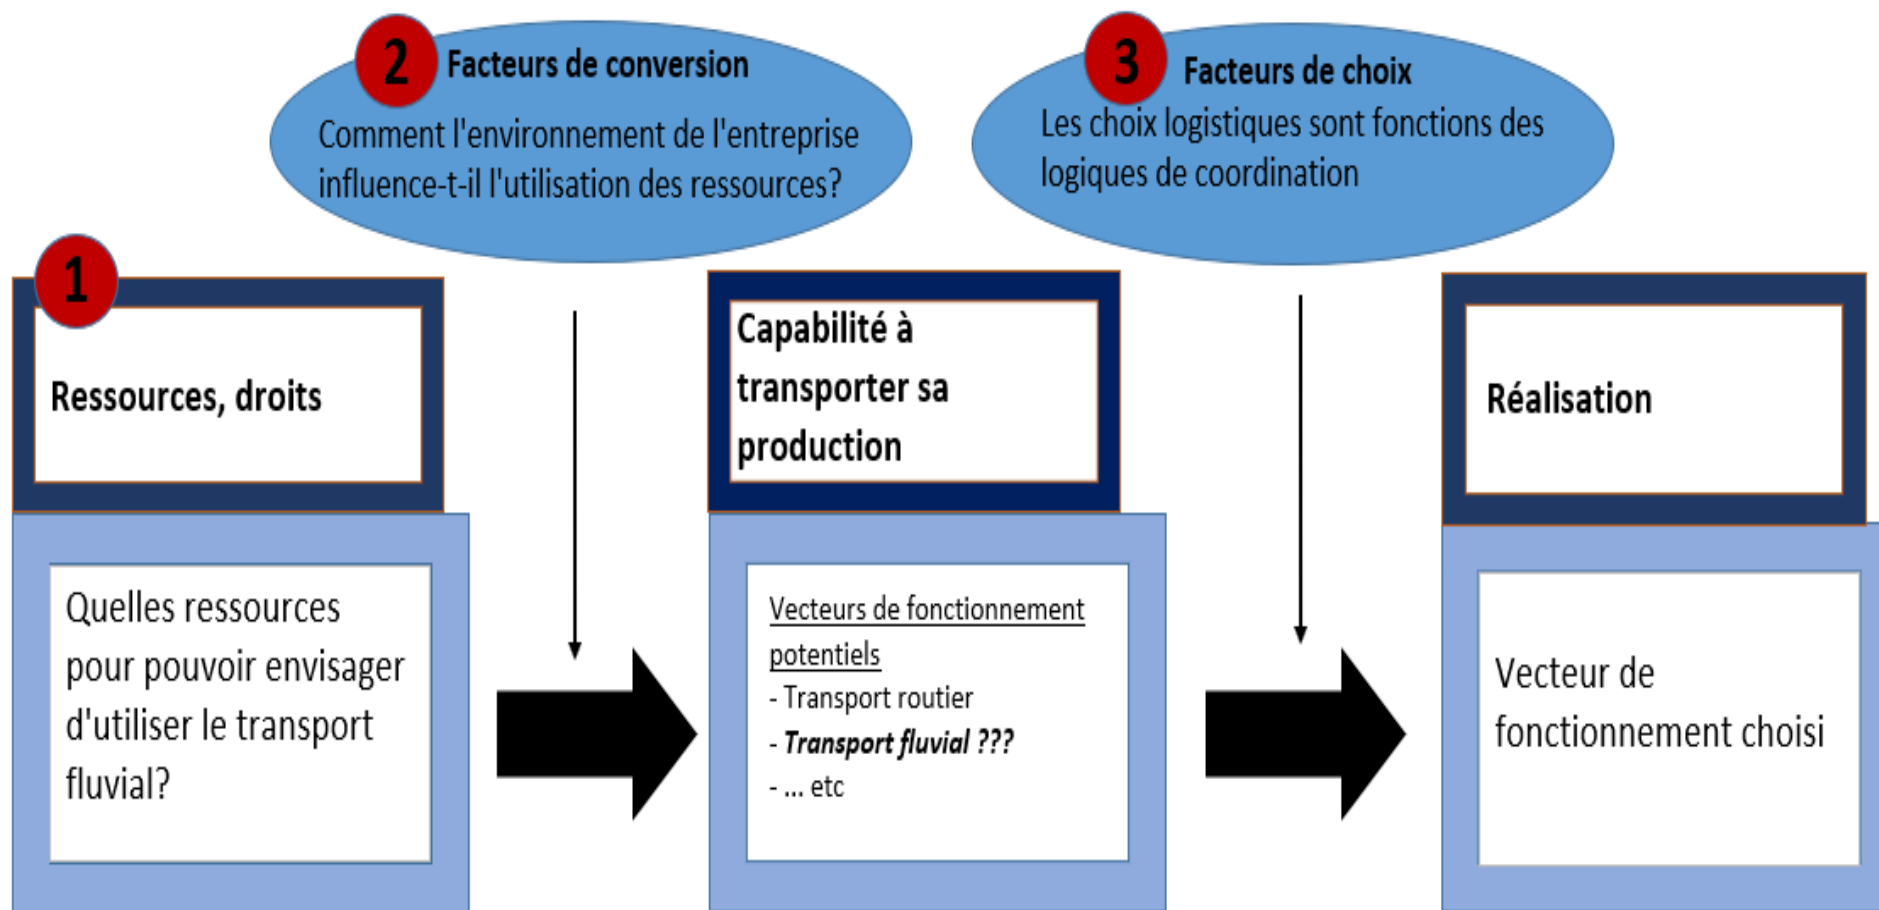 2
Facteurs de conversion
Comment l'environnement de l'entreprise
influence-t-il l'utilisation des ressources?
3
Facteurs de choix
Les choix logistiques sont fonctions des
logiques de coordination
1
Ressources, droits
Quelles ressources
pour pouvoir envisager
d'utiliser le transport
fluvial?
Capabilité à
transporter sa
production
Vecteurs de fonctionnement
potentiels
- Transport routier
- Transport fluvial ???
- ... etc
Réalisation
Vecteur de
fonctionnement choisi